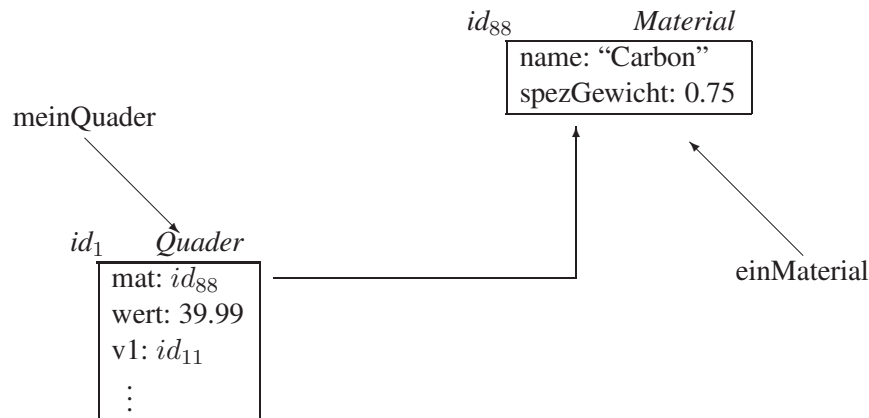 id₈₈ Material
name: “Carbon”
spezGewicht: 0.75
meinQuader
id₁ Quader
mat: id₈₈
wert: 39.99
v1: id₁₁
⋮
einMaterial